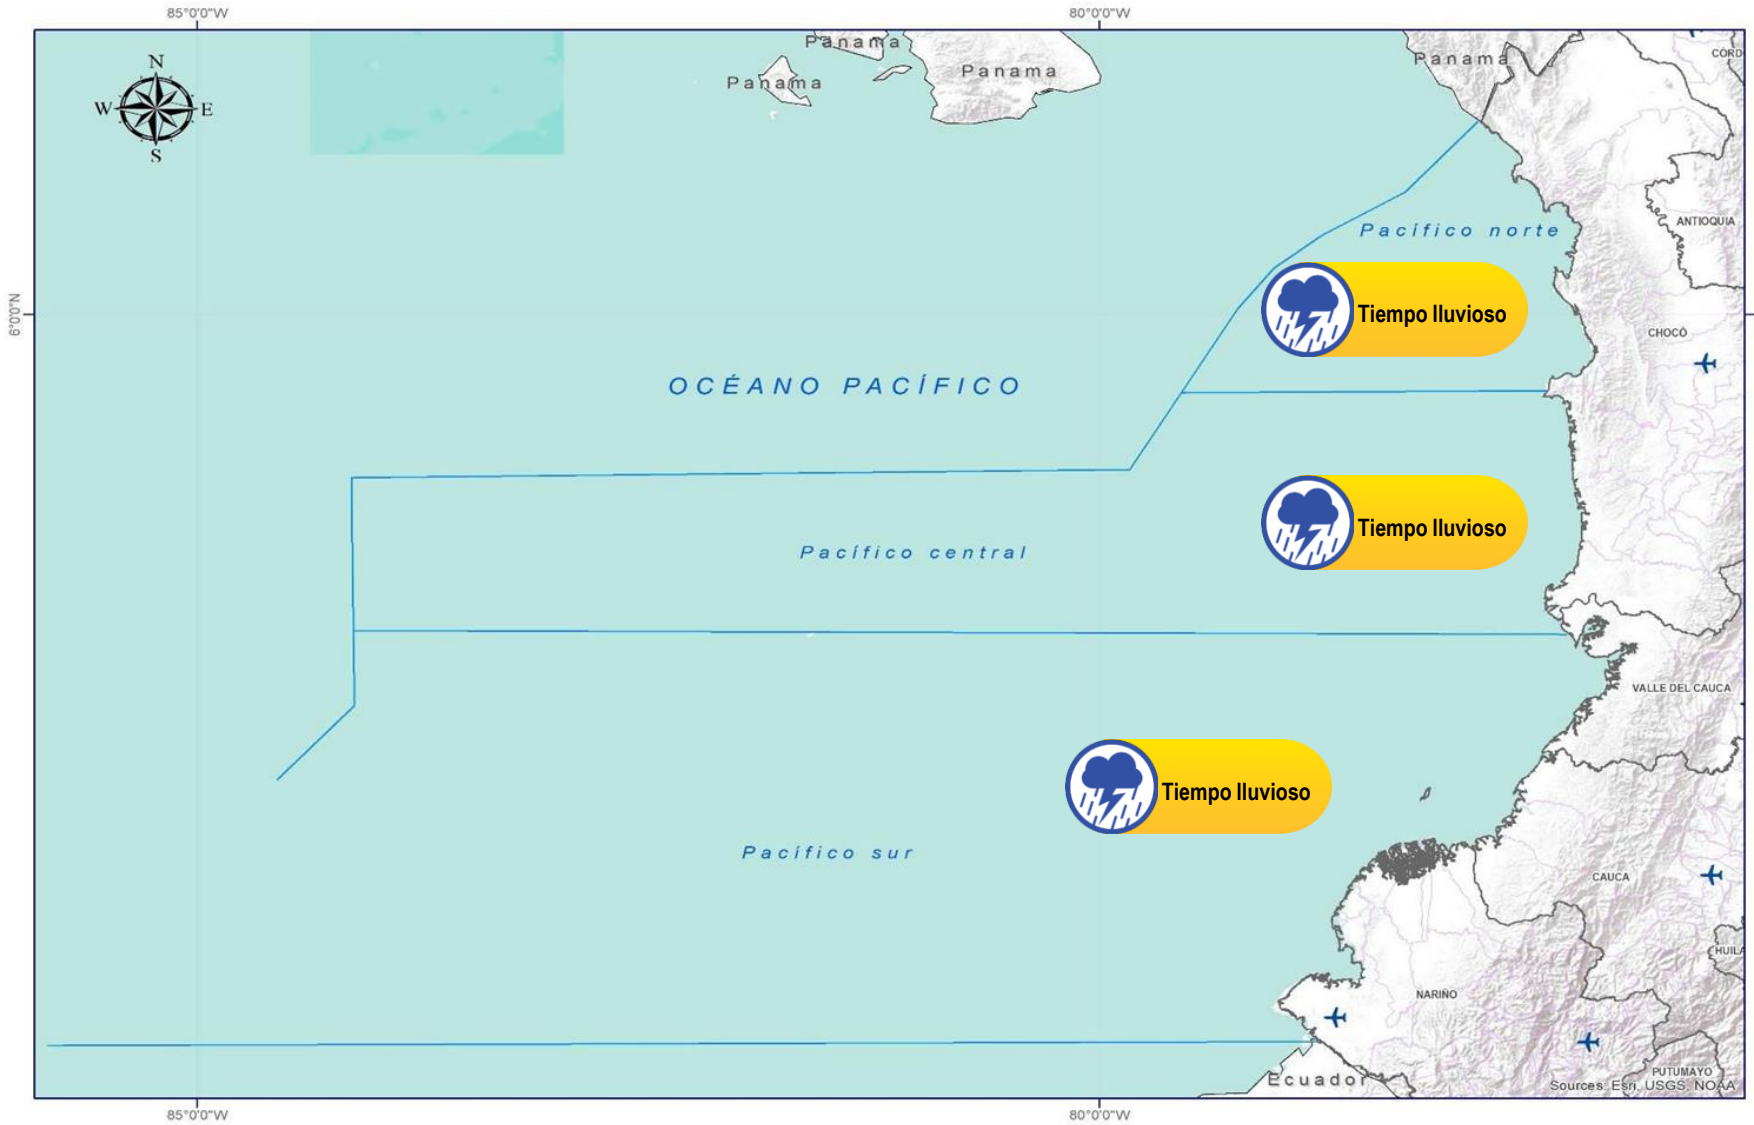 85°0'0"W
80°0'0"W
Panama
Panama
Panama
Panama
CÓRD
N
W
E
S
ANTIOQUIA
Pacífico norte
6°0'0"N
Tiempo lluvioso
CHOCÓ
OCÉANO PACÍFICO
Tiempo lluvioso
Pacífico central
VALLE DEL CAUCA
Tiempo lluvioso
Pacífico sur
CAUCA
HUILA
NARIÑO
PUTUMAYO
Ecuador
Sources: Esri, USGS, NOAA
85°0'0"W
80°0'0"W